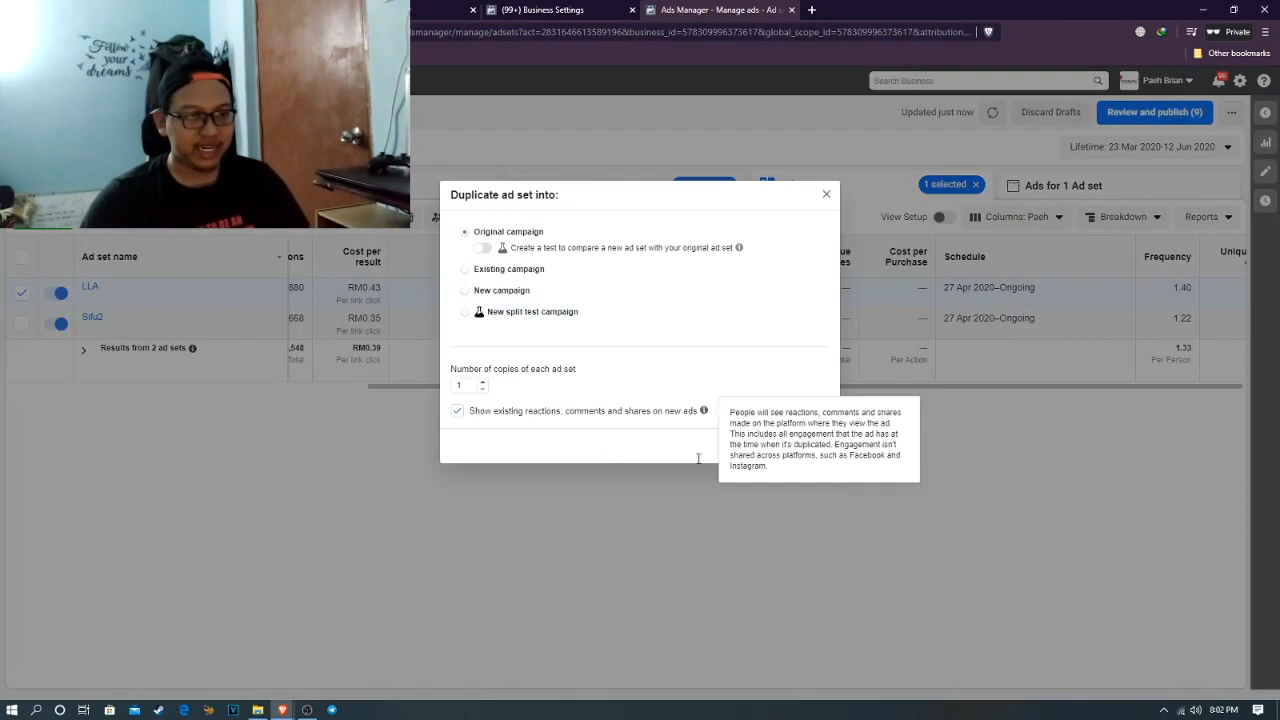 Follow
your
dreams
(99+) Business Settings
Ads Manager - Manage ads - Ad s
Private
smanager/manage/adsets?act=2831646613589196&business_id=578309996373617&global_scope_id=578309996373617&attribution...
Other bookmarks
Search Business
Paeh Brian
Updated just now
Discard Drafts
Review and publish (9)
Lifetime: 23 Mar 2020-12 Jun 2020
1 selected
Ads for 1 Ad set
View Setup
Columns: Paeh
Breakdown
Reports
Duplicate ad set into:
Original campaign
Create a test to compare a new ad set with your original ad set
Existing campaign
New campaign
New split test campaign
Number of copies of each ad set
1
Show existing reactions, comments and shares on new ads
People will see reactions, comments and shares
made on the platform where they view the ad.
This includes all engagement that the ad has at
the time when it's duplicated. Engagement isn't
shared across platforms, such as Facebook and
Instagram.
Ad set name
ons
Cost per
result
ue
es
Cost per
Purchase
Schedule
Frequency
Uniqu
LLA
880
RM0.43
Per link click
—
—
27 Apr 2020–Ongoing
1.40
Sifu2
668
RM0.35
Per link click
—
—
27 Apr 2020–Ongoing
1.22
Results from 2 ad sets
,548
Total
RM0.39
Per link click
—
tal
—
Per Action
1.33
Per Person
8:02 PM